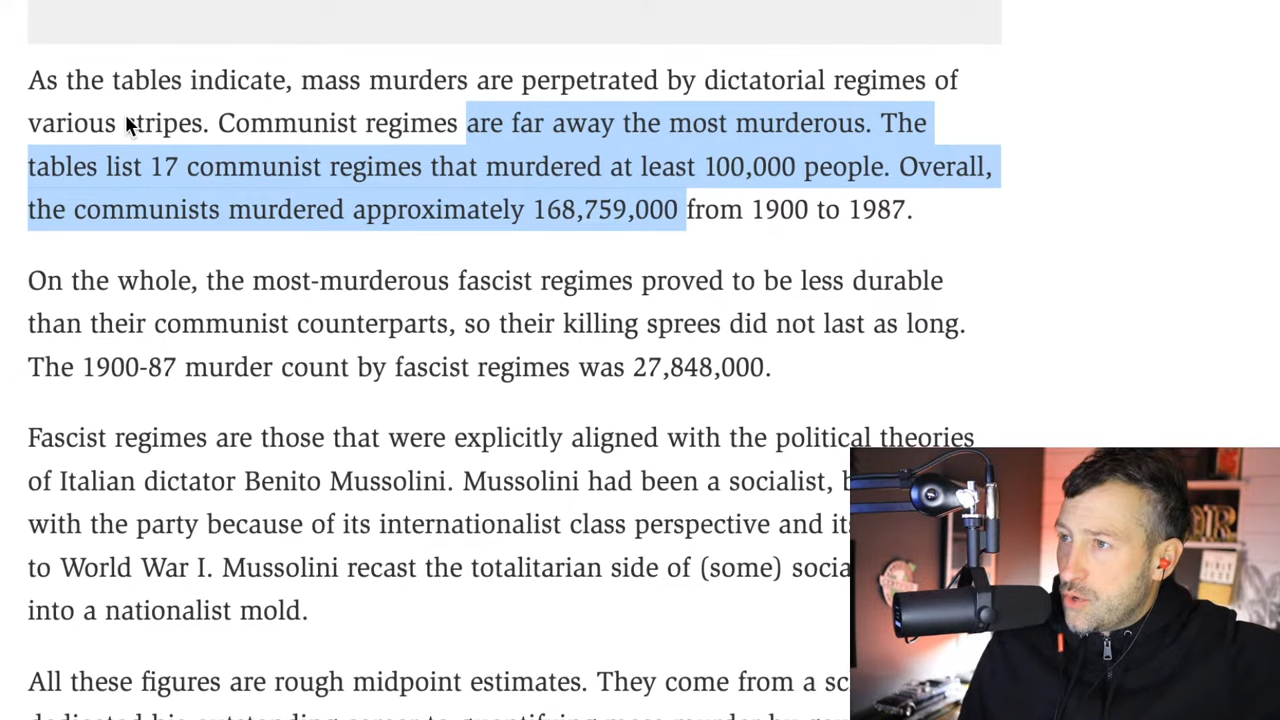 As the tables indicate, mass murders are perpetrated by dictatorial regimes of
various stripes. Communist regimes are far away the most murderous. The
tables list 17 communist regimes that murdered at least 100,000 people. Overall,
the communists murdered approximately 168,759,000 from 1900 to 1987.
On the whole, the most-murderous fascist regimes proved to be less durable
than their communist counterparts, so their killing sprees did not last as long.
The 1900-87 murder count by fascist regimes was 27,848,000.
Fascist regimes are those that were explicitly aligned with the political theories
of Italian dictator Benito Mussolini. Mussolini had been a socialist,
with the party because of its internationalist class perspective and
to World War I. Mussolini recast the totalitarian side of (some)
into a nationalist mold.
All these figures are rough midpoint estimates. They come from a